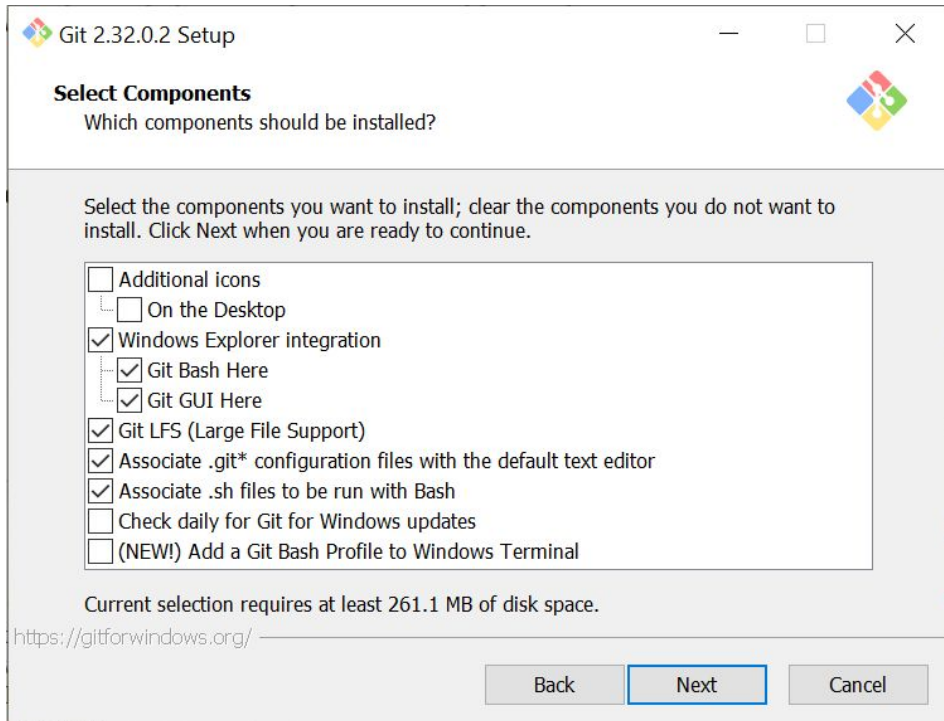 Git 2.32.0.2 Setup
Select Components
Which components should be installed?
Select the components you want to install; clear the components you do not want to
install. Click Next when you are ready to continue.
Additional icons
On the Desktop
Windows Explorer integration
Git Bash Here
Git GUI Here
Git LFS (Large File Support)
Associate .git* configuration files with the default text editor
Associate .sh files to be run with Bash
Check daily for Git for Windows updates
(NEW!) Add a Git Bash Profile to Windows Terminal
Current selection requires at least 261.1 MB of disk space.
https://gitforwindows.org/
Back Next Cancel